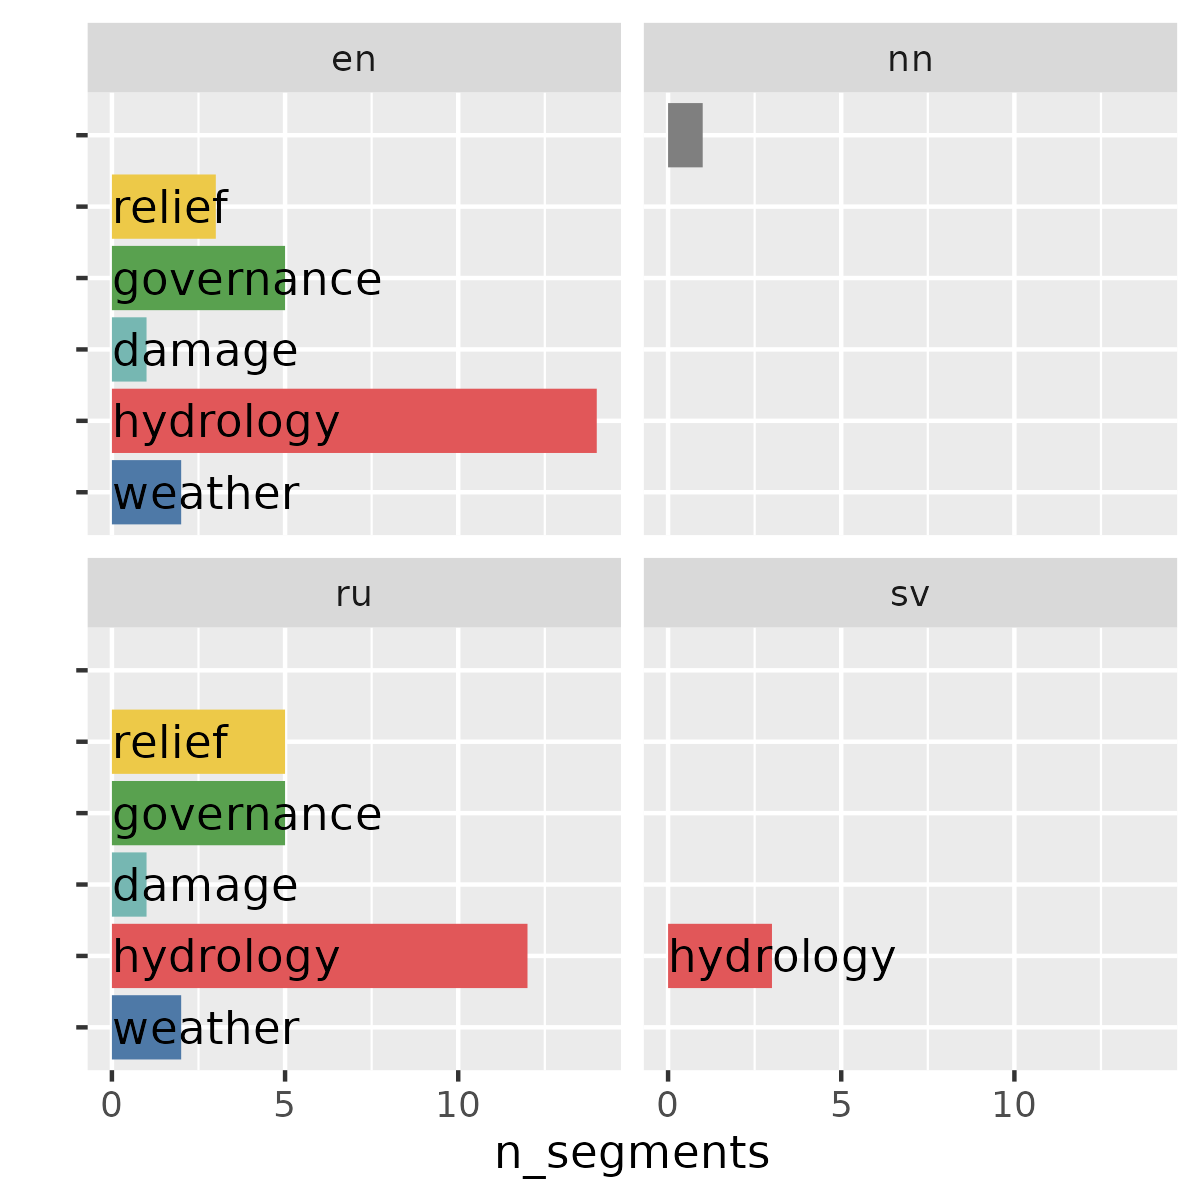 en
nn
relief
governance
damage
hydrology
weather
ru
sv
relief
governance
damage
hydrology
hydrology
weather
0 5 10 0 5 10
n_segments